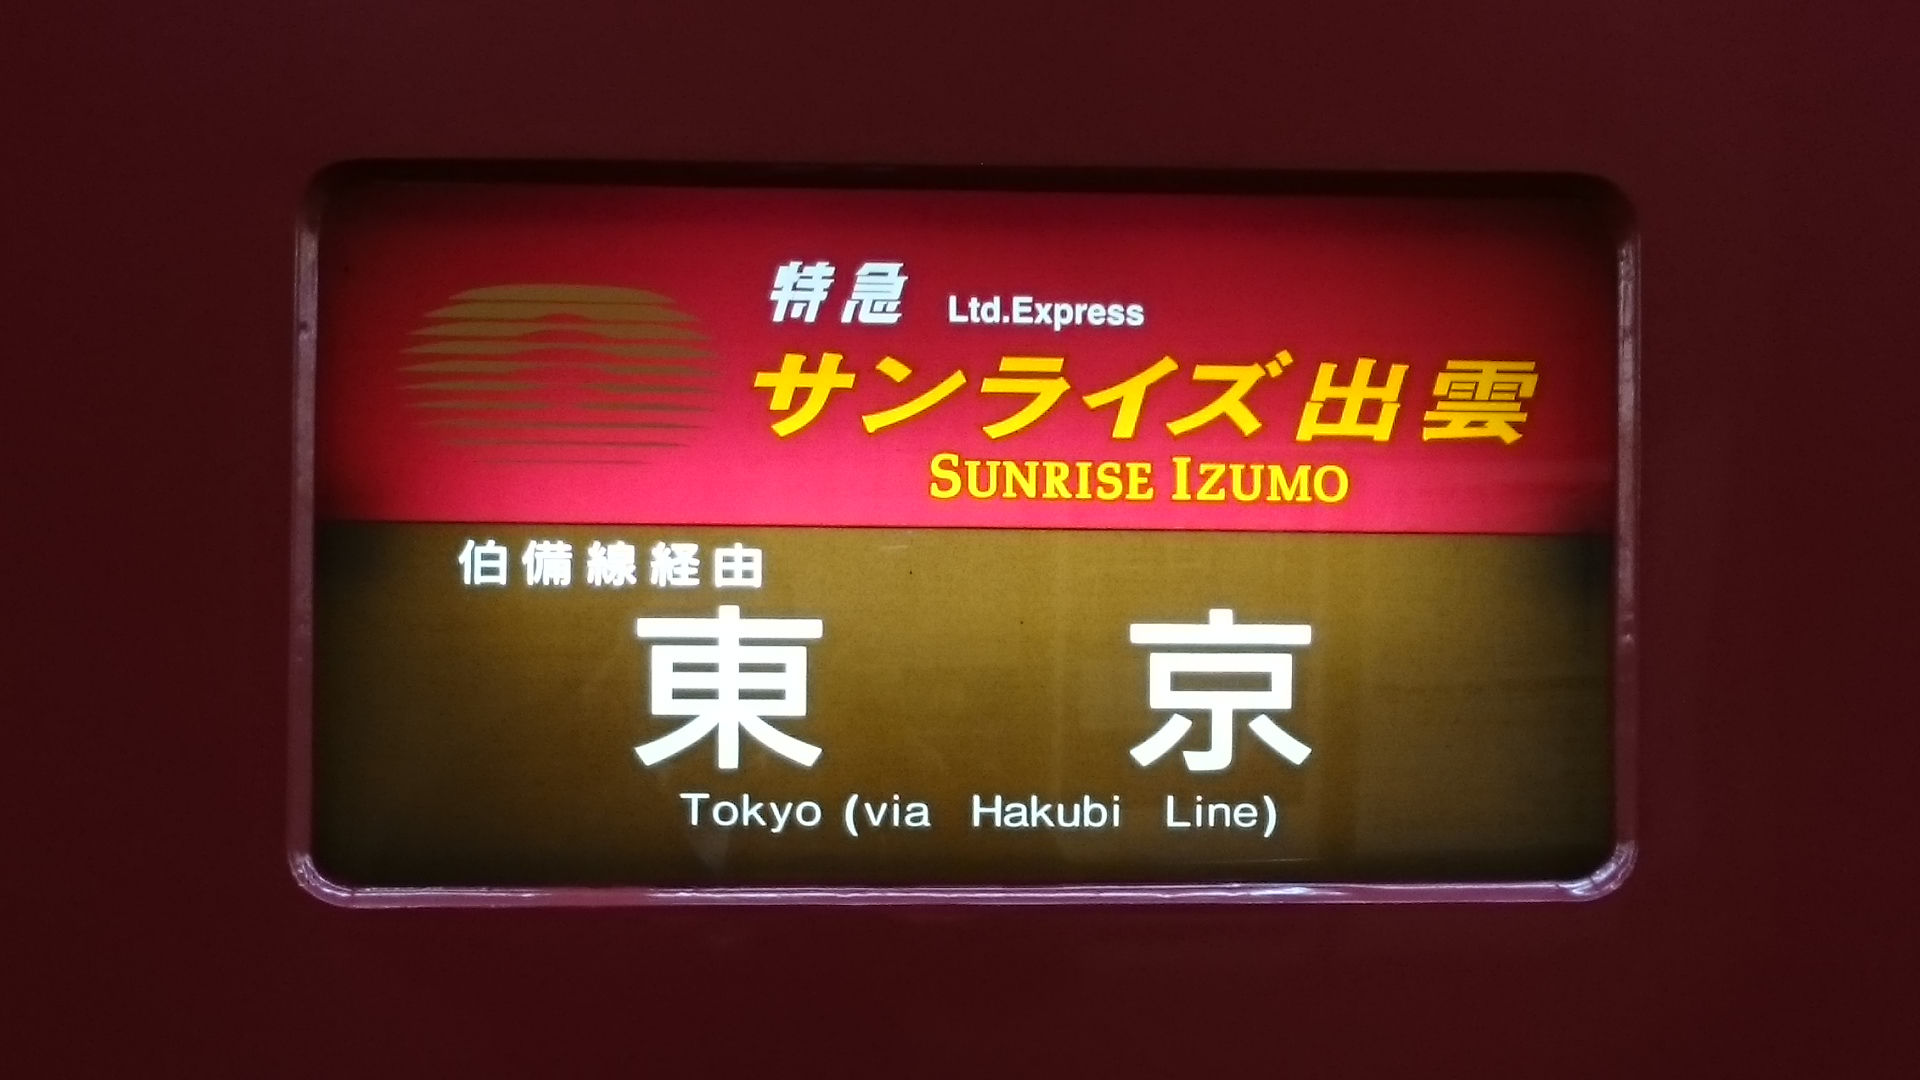 特急 Ltd.Express
サンライズ出雲
SUNRISE IZUMO
伯備線経由
東京
Tokyo (via Hakubi Line)